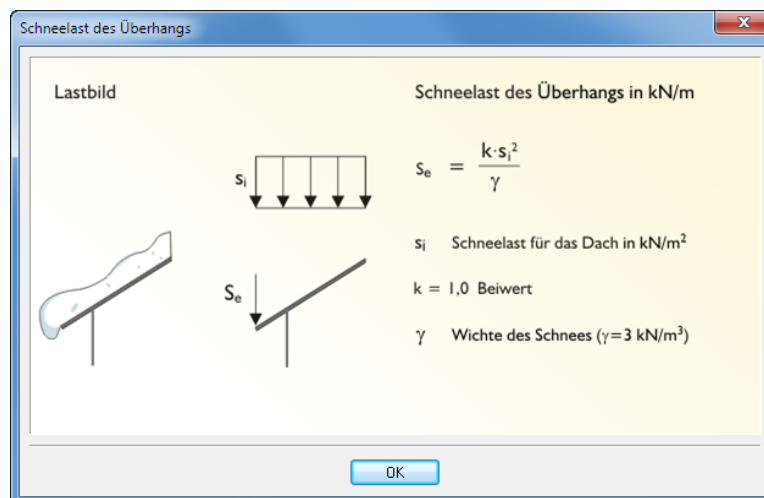 Schneelast des Überhangs
x
Lastbild
Schneelast des Überhangs in kN/m
sᵢ
Sₑ = k·sᵢ² / γ
sᵢ Schneelast für das Dach in kN/m²
Sₑ
k = 1,0 Beiwert
γ Wichte des Schnees (γ=3 kN/m³)
OK